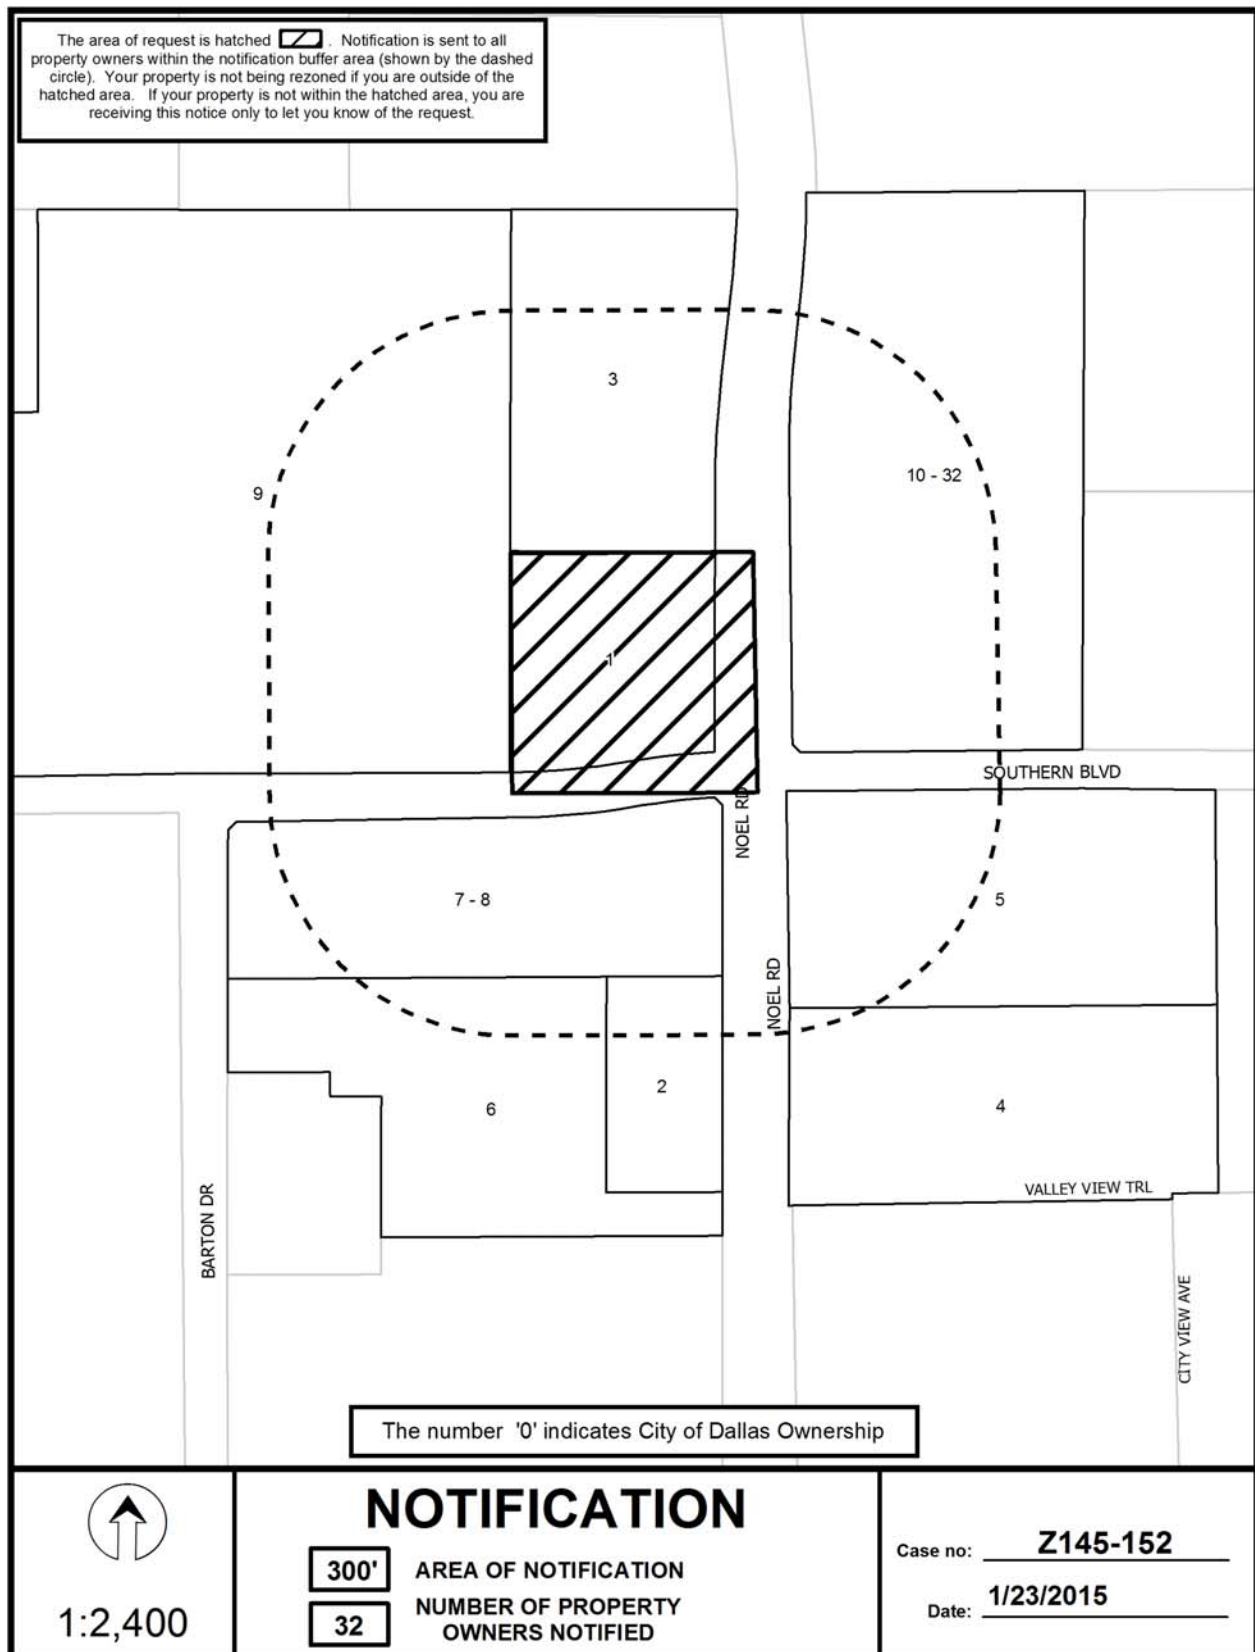 The area of request is hatched . Notification is sent to all
property owners within the notification buffer area (shown by the dashed
circle). Your property is not being rezoned if you are outside of the
hatched area. If your property is not within the hatched area, you are
receiving this notice only to let you know of the request.
3
10 - 32
9
1
SOUTHERN BLVD
NOEL RD
7 - 8
5
NOEL RD
2
6
4
VALLEY VIEW TRL
BARTON DR
CITY VIEW AVE
The number '0' indicates City of Dallas Ownership
1:2,400
NOTIFICATION
300' AREA OF NOTIFICATION
32 NUMBER OF PROPERTY
OWNERS NOTIFIED
Case no: Z145-152
Date: 1/23/2015